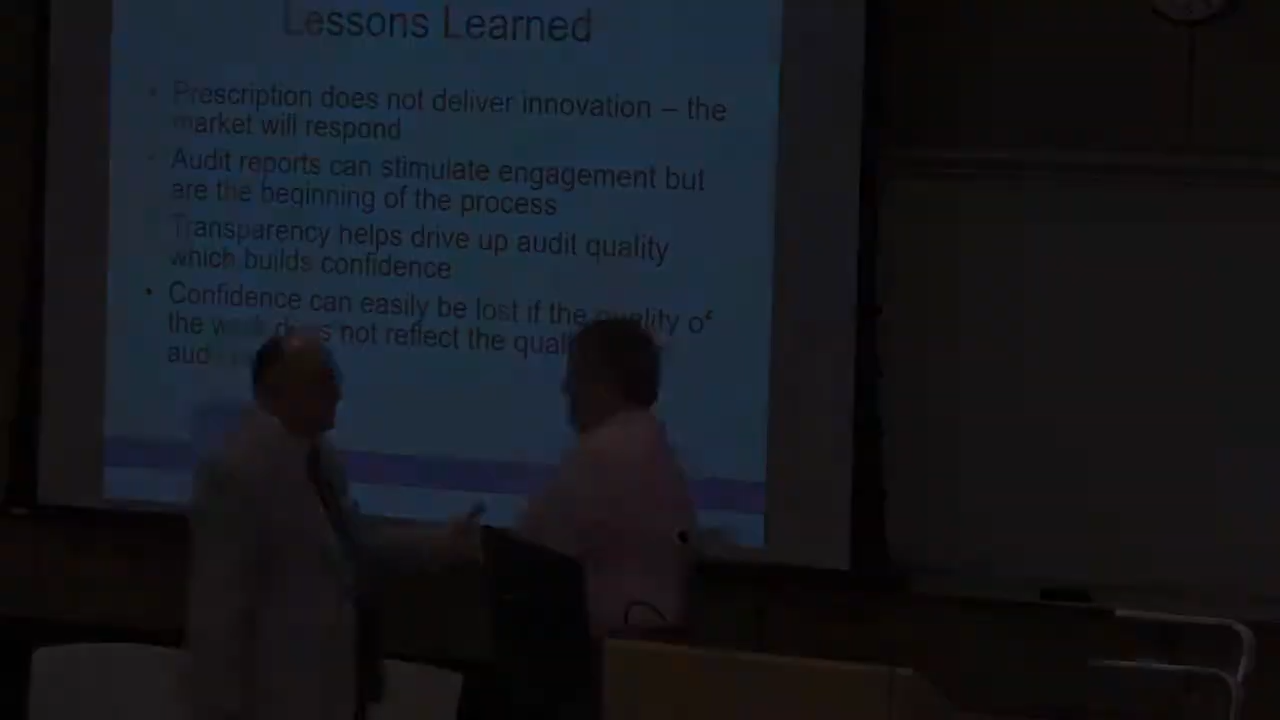 Lessons Learned
• Prescription does not deliver innovation – the
market will respond
• Audit reports can stimulate engagement but
are the beginning of the process
Transparency helps drive up audit quality
which builds confidence
• Confidence can easily be lost if the quality of
the work does not reflect the